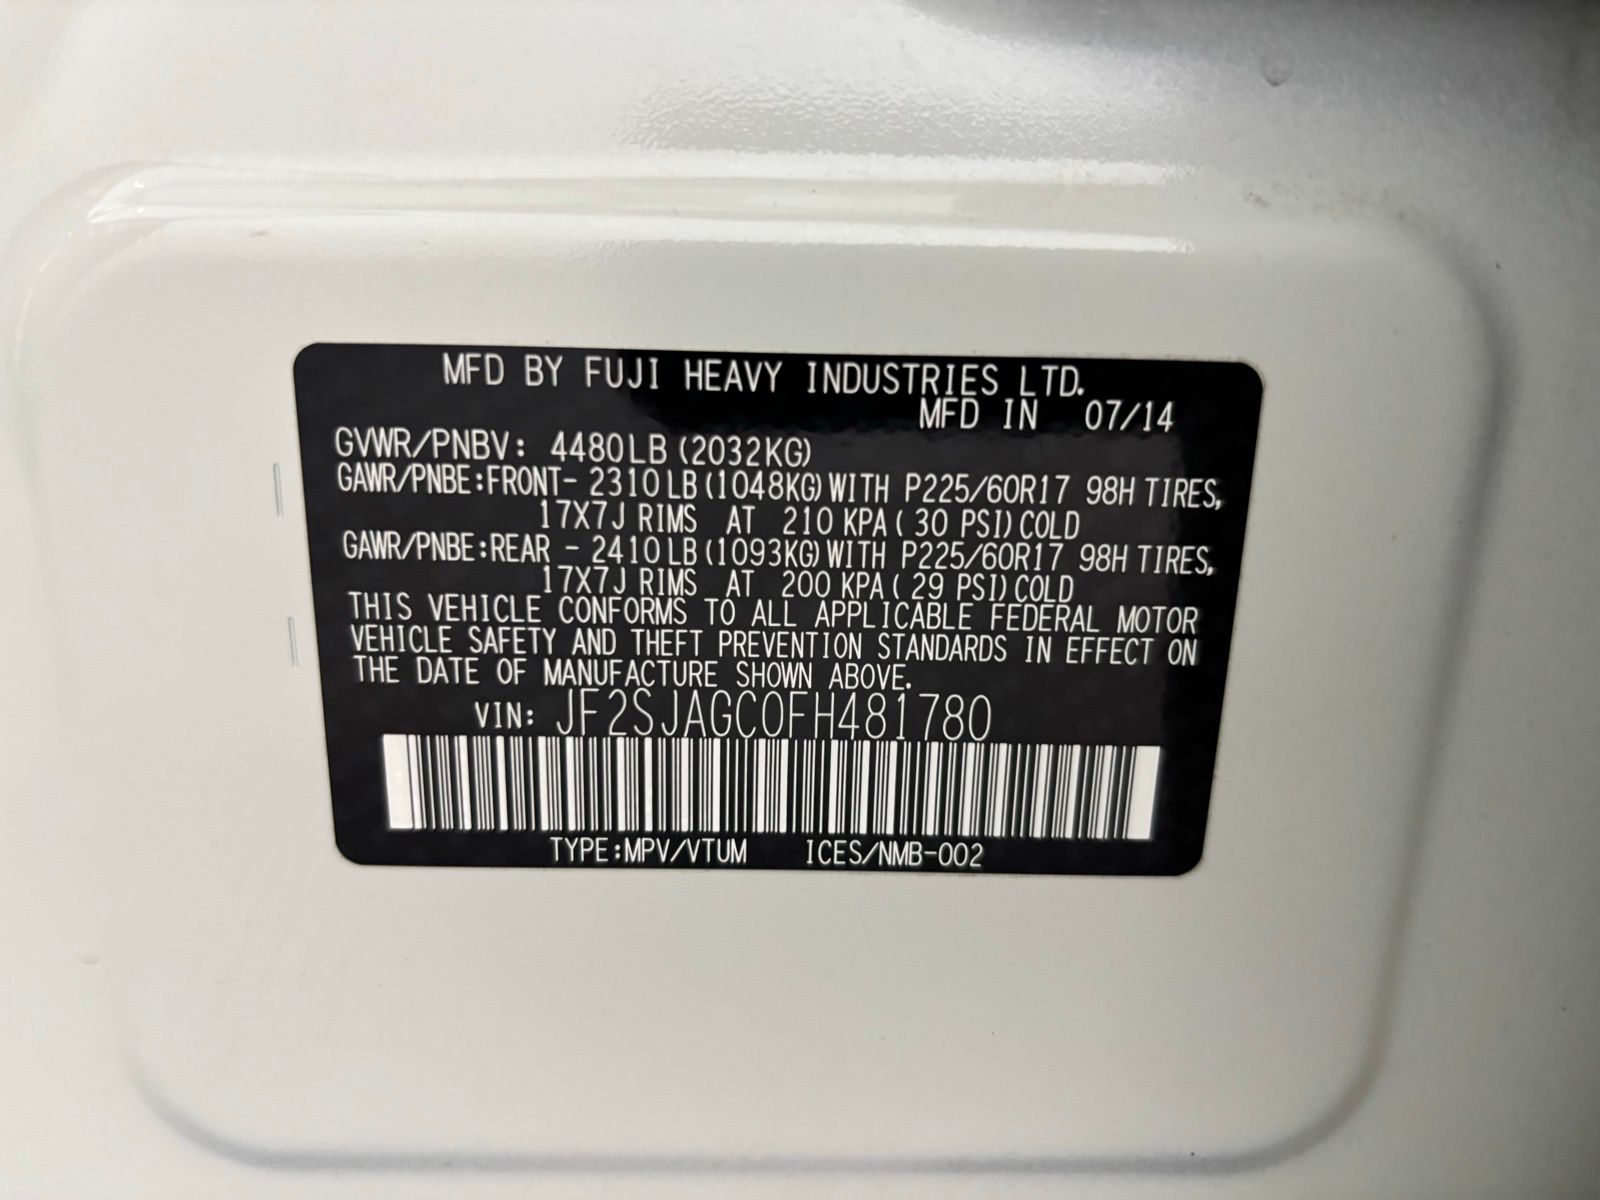 MFD BY FUJI HEAVY INDUSTRIES LTD.
MFD IN 07/14
GVWR/PNBV: 4480LB (2032KG)
GAWR/PNBE:FRONT- 2310LB (1048KG) WITH P225/60R17 98H TIRES,
17X7J RIMS AT 210 KPA ( 30 PSI) COLD
GAWR/PNBE:REAR - 2410LB (1093KG) WITH P225/60R17 98H TIRES,
17X7J RIMS AT 200 KPA ( 29 PSI) COLD
THIS VEHICLE CONFORMS TO ALL APPLICABLE FEDERAL MOTOR
VEHICLE SAFETY AND THEFT PREVENTION STANDARDS IN EFFECT ON
THE DATE OF MANUFACTURE SHOWN ABOVE.
VIN: JF2SJAGC0FH481780
TYPE:MPV/VTUM ICES/NMB-002